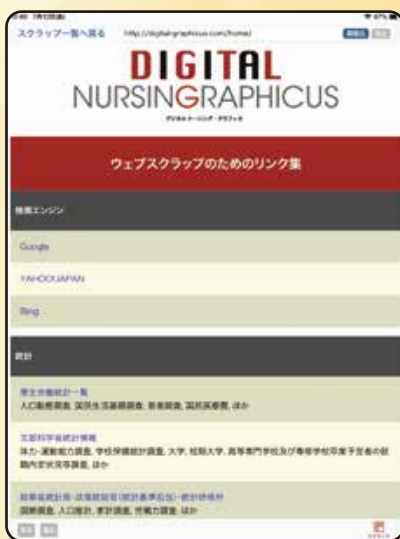 スクラップ一覧へ戻る http://digitalnursingraphicus.com/home/
DIGITAL
NURSINGRAPHICUS
デジタル ナーシング・グラフィカ
ウェブスクラップのためのリンク集
検索エンジン
Google
YAHOO!JAPAN
Bing
統計
厚生労働統計一覧
人口動態調査, 国民生活基礎調査, 患者調査, 国民医療費, ほか
文部科学省統計情報
体力・運動能力調査, 学校保健統計調査, 大学, 短期大学, 高等専門学校及び専修学校卒業予定者の就
職内定状況等調査, ほか
総務省統計局・政策統括官(統計基準担当)・統計研修所
国勢調査, 人口推計, 家計調査, 労働力調査, ほか